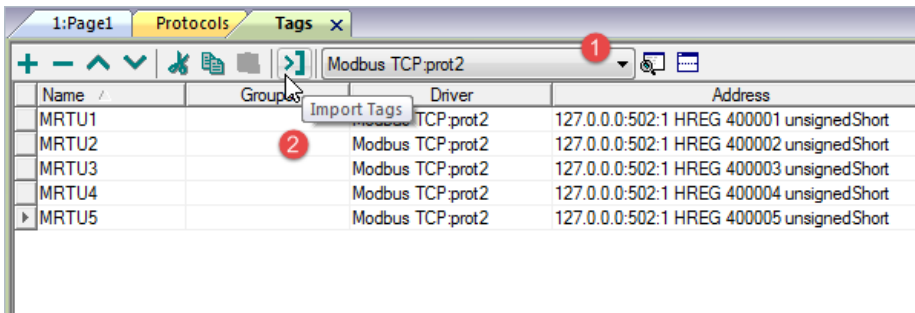 1:Page1 Protocols Tags
Modbus TCP:prot2 1
Name Groups Driver Address
Import Tags
MRTU1 Modbus TCP:prot2 127.0.0.0:502:1 HREG 400001 unsignedShort
2
MRTU2 Modbus TCP:prot2 127.0.0.0:502:1 HREG 400002 unsignedShort
MRTU3 Modbus TCP:prot2 127.0.0.0:502:1 HREG 400003 unsignedShort
MRTU4 Modbus TCP:prot2 127.0.0.0:502:1 HREG 400004 unsignedShort
MRTU5 Modbus TCP:prot2 127.0.0.0:502:1 HREG 400005 unsignedShort